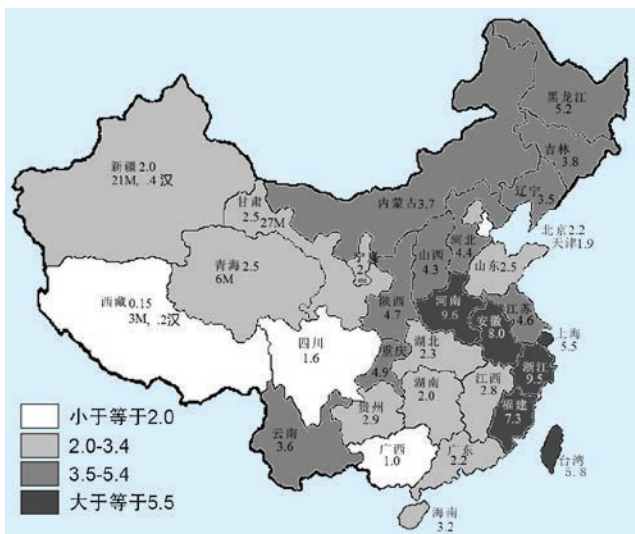 黑龙江
5.2
吉林
3.8
辽宁
3.5
新疆2.0
21M, .4汉
甘肃
2.5
27M
内蒙古3.7
北京2.2
天津1.9
河北
4.4
山西
4.3
山东2.5
青海2.5
6M
西藏0.15
3M, .2汉
陕西
4.7
河南
9.6
江苏
4.6
安徽
8.0
上海
5.5
四川
1.6
湖北
2.3
重庆
4.9
浙江
9.5
湖南
2.0
江西
2.8
贵州
2.9
福建
7.3
云南
3.6
广西
1.0
广东
2.2
台湾
5.8
海南
3.2
小于等于2.0
2.0-3.4
3.5-5.4
大于等于5.5